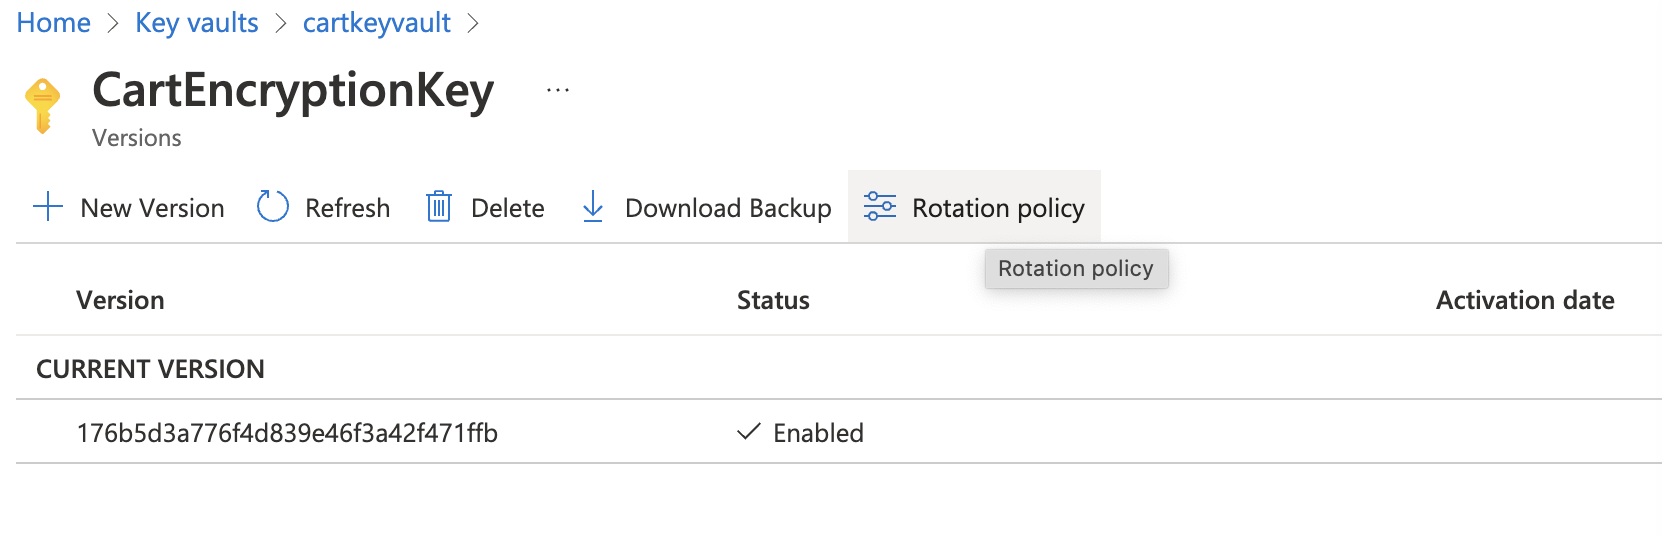 Home > Key vaults > cartkeyvault >
CartEncryptionKey ...
Versions
New Version Refresh Delete Download Backup Rotation policy
Rotation policy
Version Status Activation date
CURRENT VERSION
176b5d3a776f4d839e46f3a42f471ffb Enabled